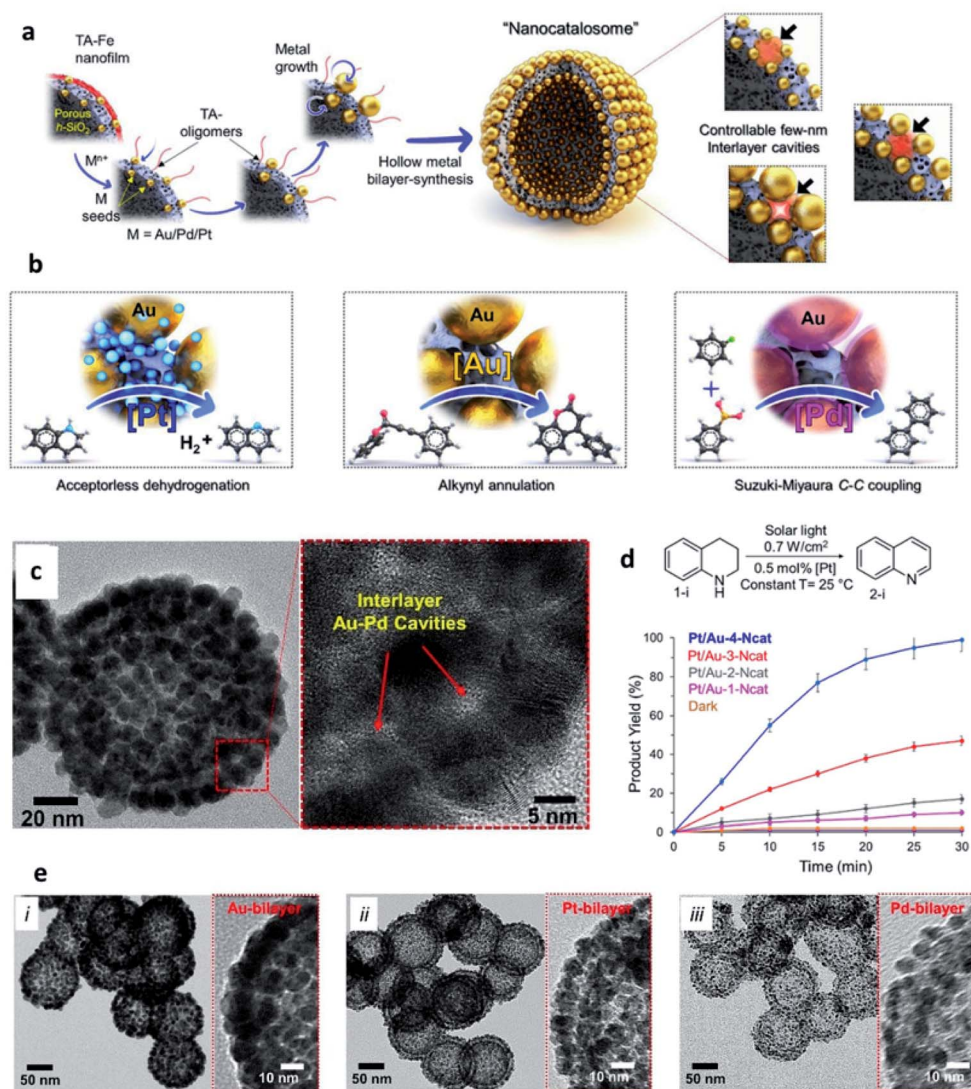 a
TA-Fe
nanofilm
Porous
h-SiO₂
Mⁿ⁺
M
seeds
M = Au/Pd/Pt
TA-
oligomers
Metal
growth
Hollow metal
bilayer-synthesis
"Nanocatalosome"
Controllable few-nm
Interlayer cavities
b
Au
[Pt]
H₂+
Acceptorless dehydrogenation
[Au]
Alkynyl annulation
Au
+
[Pd]
Suzuki-Miyaura C-C coupling
c
20 nm
Interlayer
Au-Pd Cavities
5 nm
d
Solar light
0.7 W/cm²
0.5 mol% [Pt]
Constant T= 25 °C
1-i
N
H
2-i
N
Product Yield (%)
100
80
60
40
20
0
Pt/Au-4-Ncat
Pt/Au-3-Ncat
Pt/Au-2-Ncat
Pt/Au-1-Ncat
Dark
0 5 10 15 20 25 30
Time (min)
e
i
50 nm
Au-bilayer
10 nm
ii
50 nm
Pt-bilayer
10 nm
iii
50 nm
Pd-bilayer
10 nm